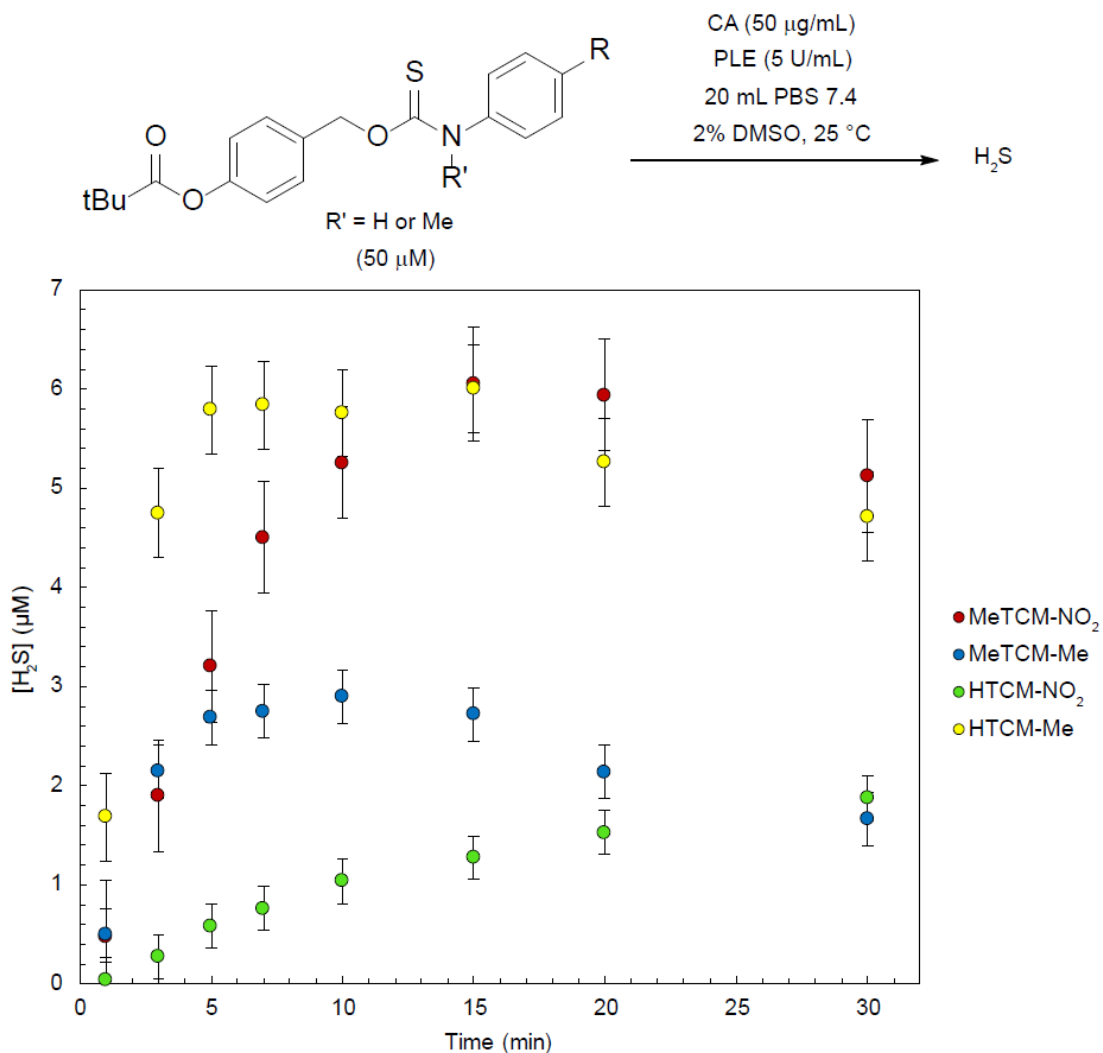 CA (50 μg/mL)
PLE (5 U/mL)
20 mL PBS 7.4
2% DMSO, 25 °C
H₂S
R
S
O
O
N
R'
tBu
O
R' = H or Me
(50 μM)
7
6
5
4
3
2
1
0
[H₂S] (μM)
0 5 10 15 20 25 30
Time (min)
MeTCM-NO₂
MeTCM-Me
HTCM-NO₂
HTCM-Me